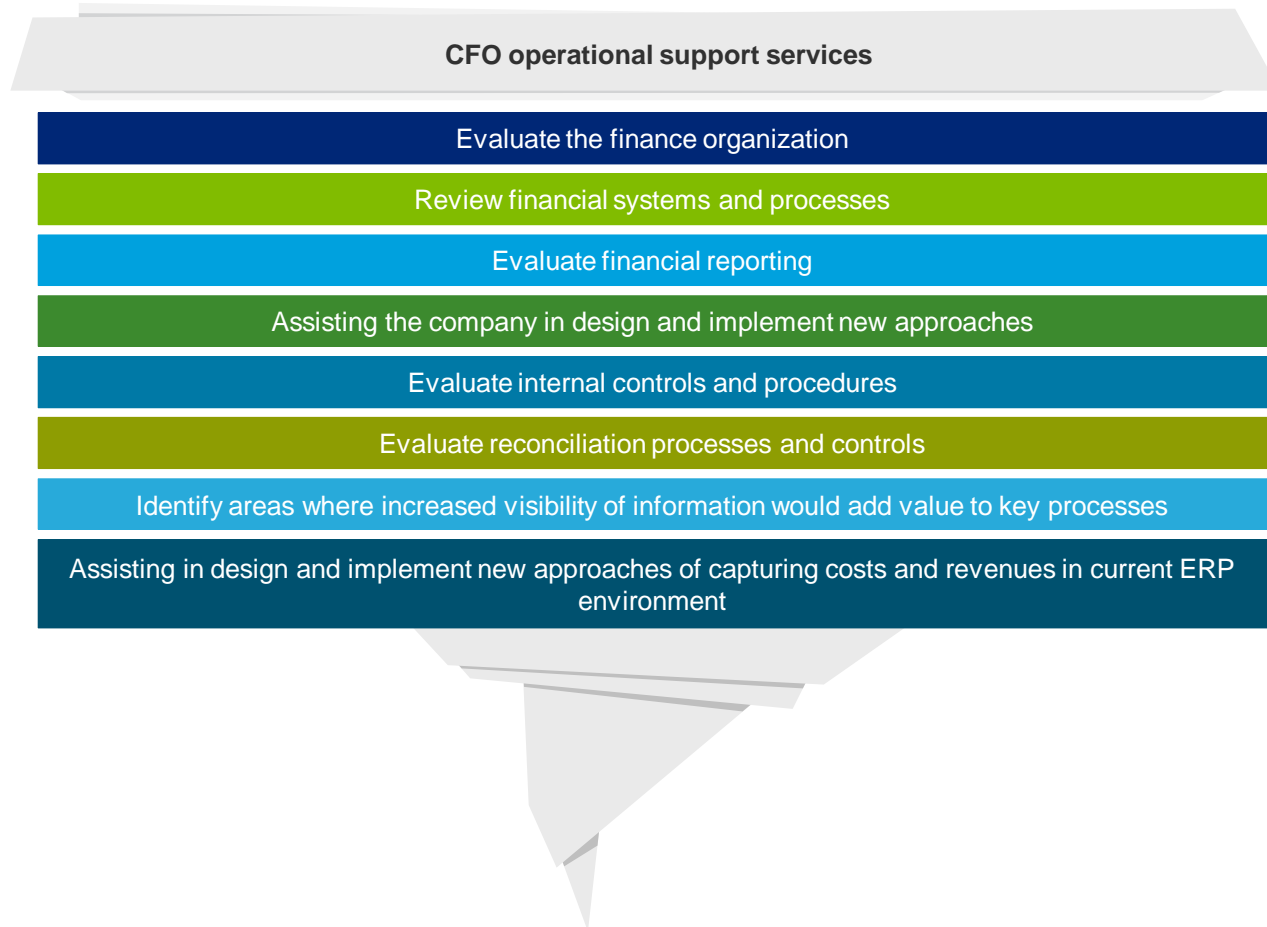 CFO operational support services
Evaluate the finance organization
Review financial systems and processes
Evaluate financial reporting
Assisting the company in design and implement new approaches
Evaluate internal controls and procedures
Evaluate reconciliation processes and controls
Identify areas where increased visibility of information would add value to key processes
Assisting in design and implement new approaches of capturing costs and revenues in current ERP
environment